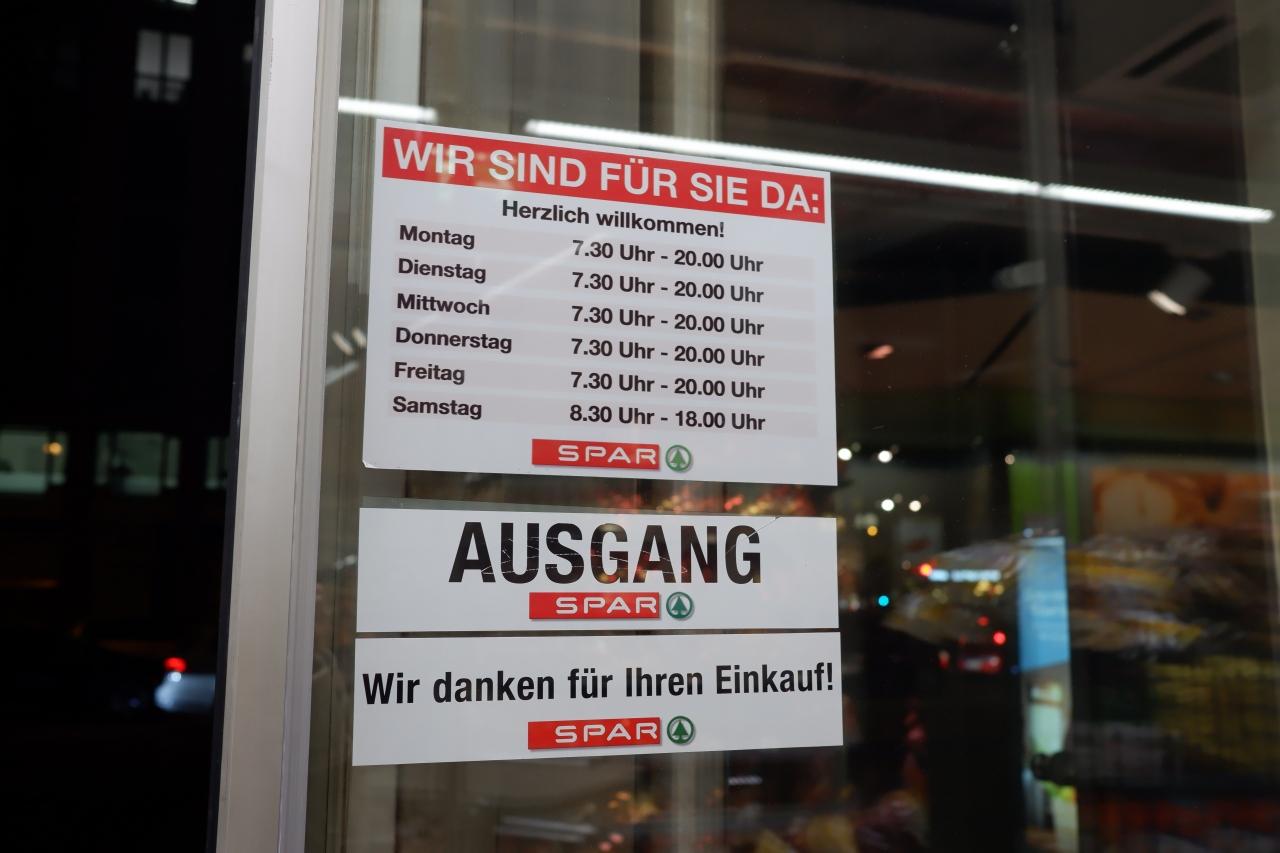 WIR SIND FÜR SIE DA:
Herzlich willkommen!
Montag 7.30 Uhr - 20.00 Uhr
Dienstag 7.30 Uhr - 20.00 Uhr
Mittwoch 7.30 Uhr - 20.00 Uhr
Donnerstag 7.30 Uhr - 20.00 Uhr
Freitag 7.30 Uhr - 20.00 Uhr
Samstag 8.30 Uhr - 18.00 Uhr
SPAR
AUSGANG
SPAR
Wir danken für Ihren Einkauf!
SPAR